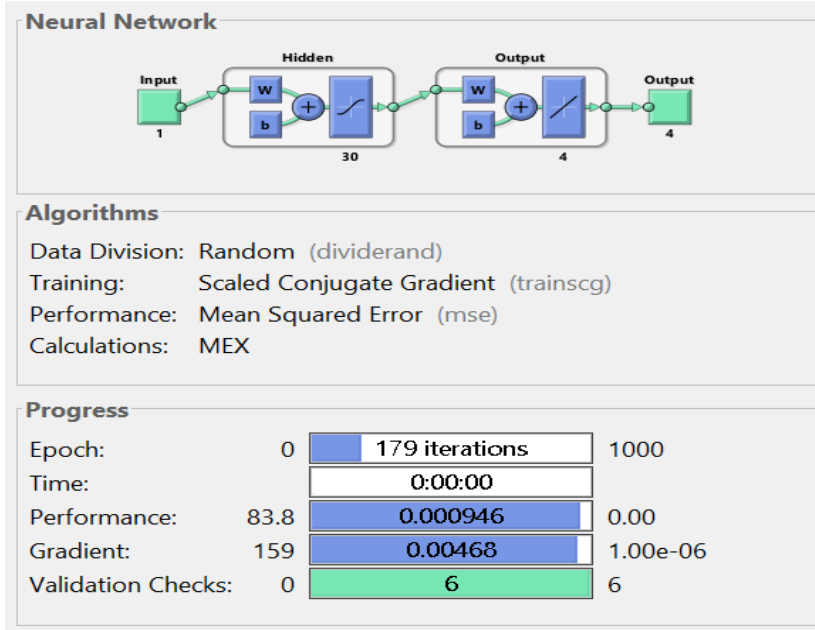 Neural Network
Hidden Output
Input Output
W W
+ +
b b
1 4
30 4
Algorithms
Data Division: Random (dividerand)
Training: Scaled Conjugate Gradient (trainscg)
Performance: Mean Squared Error (mse)
Calculations: MEX
Progress
Epoch: 0 179 iterations 1000
Time: 0:00:00
Performance: 83.8 0.000946 0.00
Gradient: 159 0.00468 1.00e-06
Validation Checks: 0 6 6